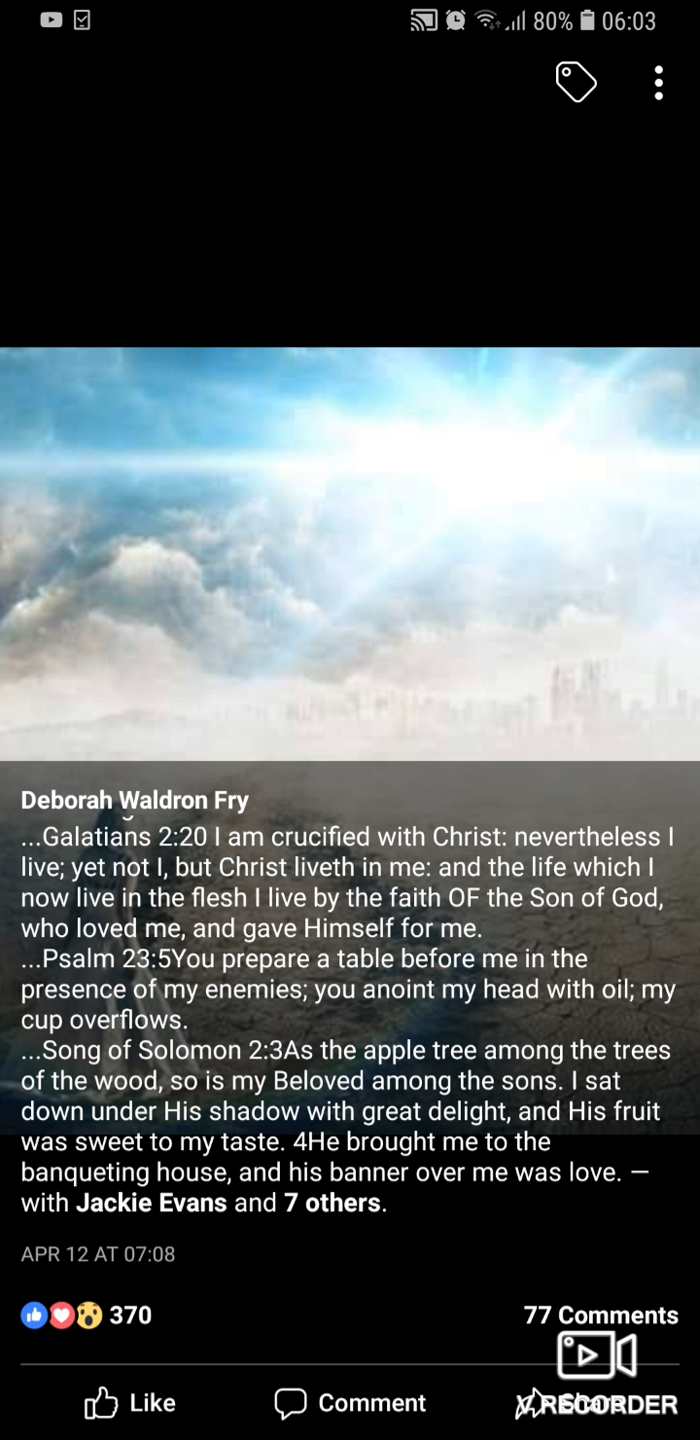 80% 06:03
Deborah Waldron Fry
...Galatians 2:20 I am crucified with Christ: nevertheless I
live; yet not I, but Christ liveth in me: and the life which I
now live in the flesh I live by the faith OF the Son of God,
who loved me, and gave Himself for me.
...Psalm 23:5You prepare a table before me in the
presence of my enemies; you anoint my head with oil; my
cup overflows.
...Song of Solomon 2:3As the apple tree among the trees
of the wood, so is my Beloved among the sons. I sat
down under His shadow with great delight, and His fruit
was sweet to my taste. 4He brought me to the
banqueting house, and his banner over me was love. —
with Jackie Evans and 7 others.
APR 12 AT 07:08
370 77 Comments
Like Comment Share
V RECORDER